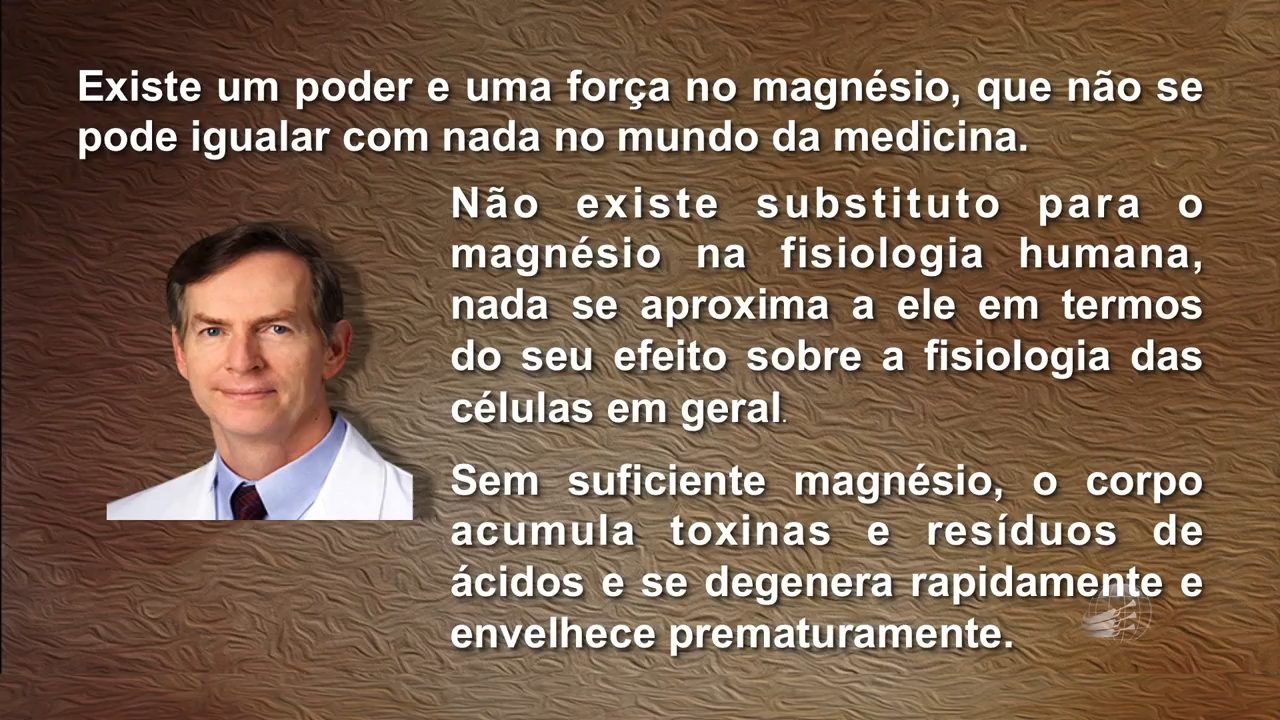 Existe um poder e uma força no magnésio, que não se
pode igualar com nada no mundo da medicina.
Não existe substituto para o
magnésio na fisiologia humana,
nada se aproxima a ele em termos
do seu efeito sobre a fisiologia das
células em geral.
Sem suficiente magnésio, o corpo
acumula toxinas e resíduos de
ácidos e se degenera rapidamente e
envelhece prematuramente.